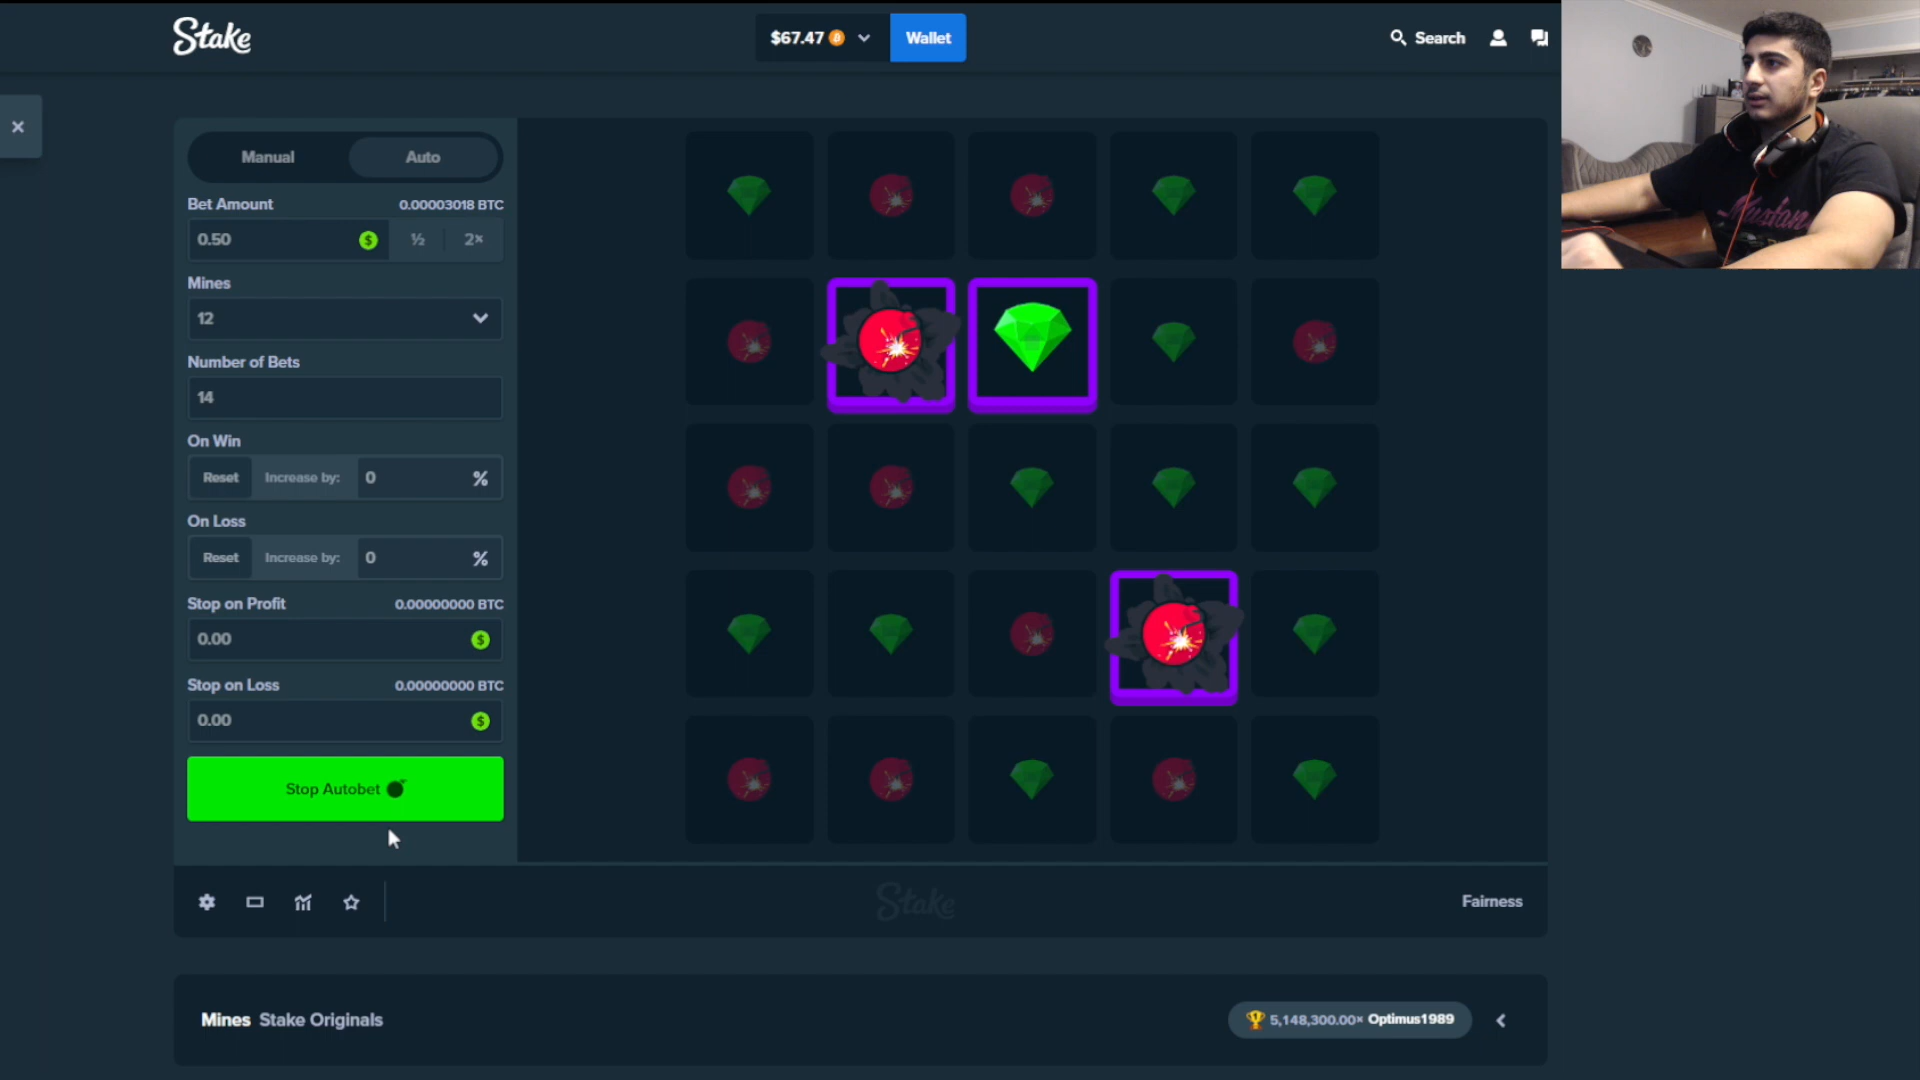 Stake
$67.47
Wallet
Search
Manual
Auto
Bet Amount
0.00003018 BTC
0.50
½
2×
Mines
12
Number of Bets
14
On Win
Reset
Increase by:
0
%
On Loss
Reset
Increase by:
0
%
Stop on Profit
0.00000000 BTC
0.00
Stop on Loss
0.00000000 BTC
0.00
Stop Autobet
Stake
Fairness
Mines Stake Originals
5,148,300.00× Optimus1989
Mustang